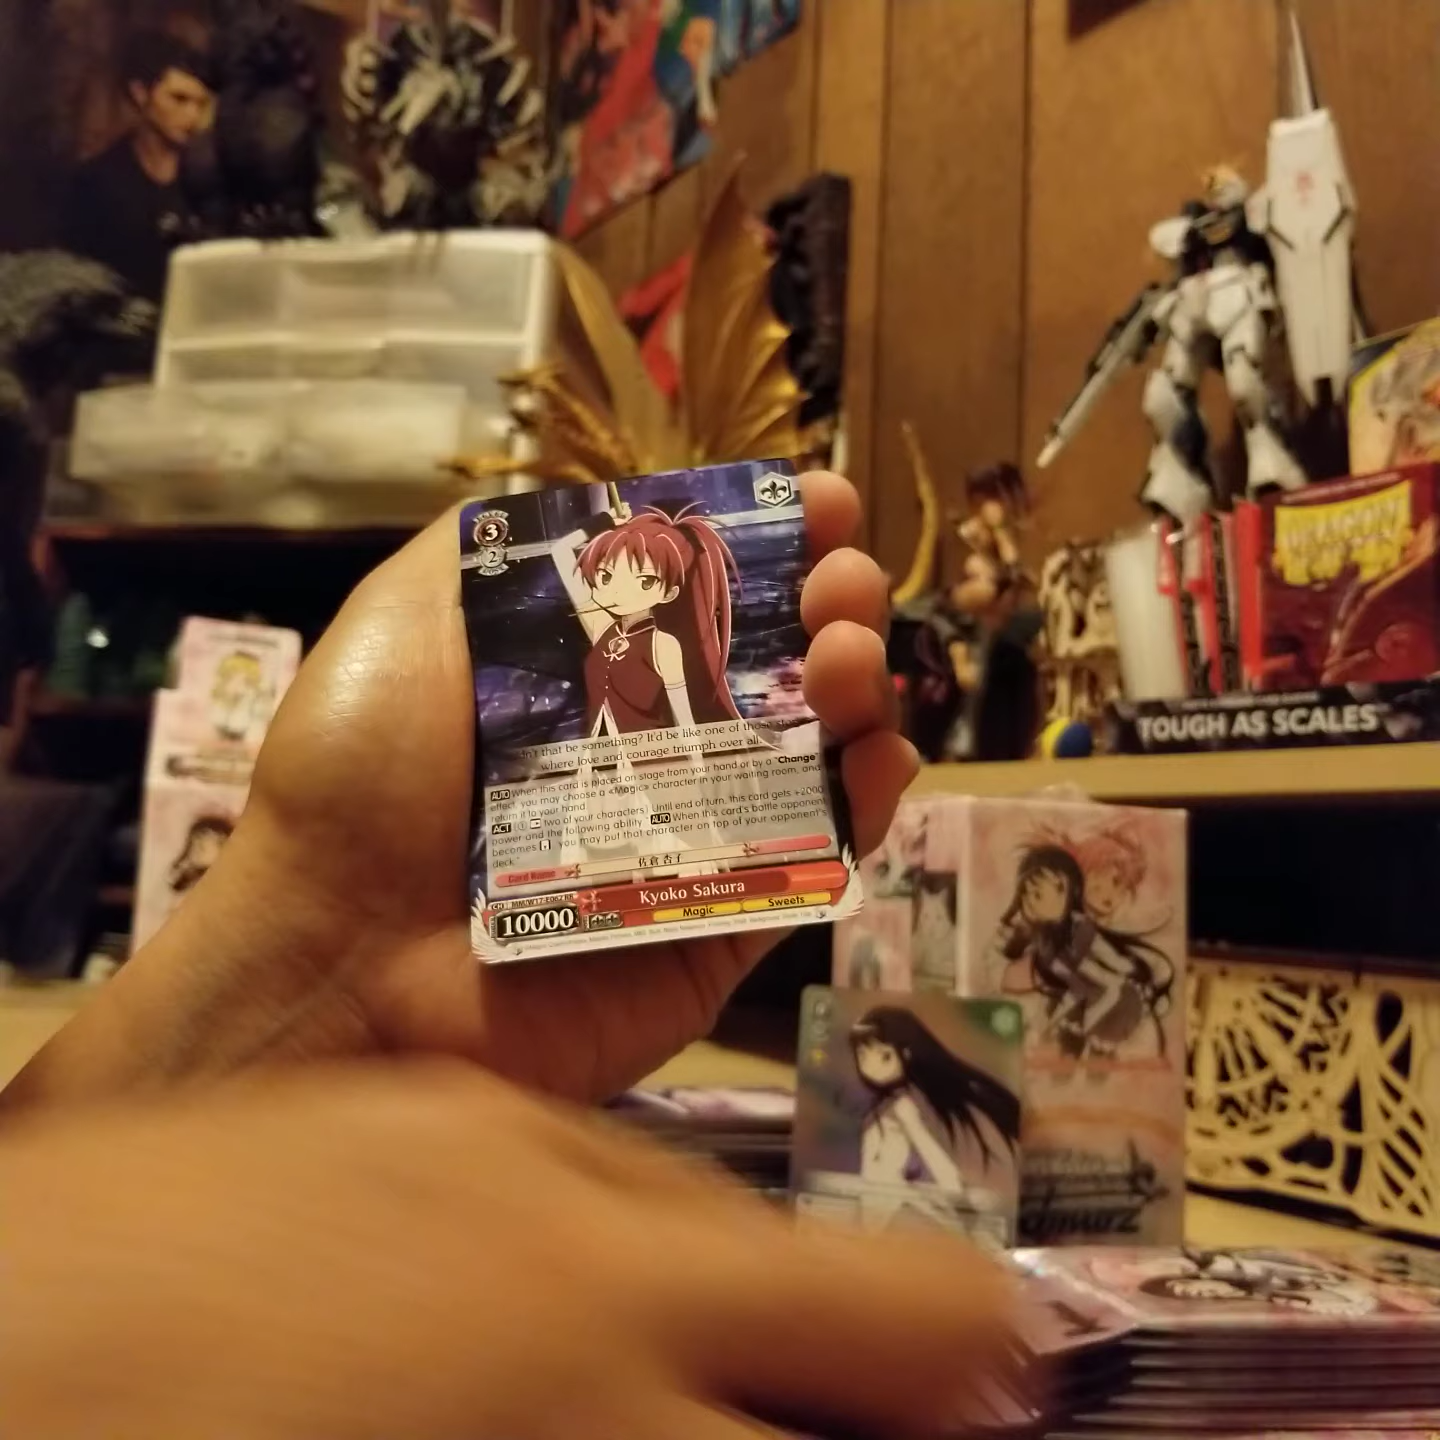 3
2
dn't that be something? It'd be like one of those
where love and courage triumph over all.
AUTO When this card is placed on stage from your hand or by a "Change"
effect, you may choose a «Magic» character in your waiting room, and
return it to your hand.
ACT two of your characters] Until end of turn, this card gets +2000
power and the following ability. AUTO When this card's battle opponent
becomes you may put that character on top of your opponent's
deck."
Card Name 佐倉 杏子
CH MM/W17-E062 RR Kyoko Sakura
10000 Magic Sweets
DRAGON
TOUGH AS SCALES